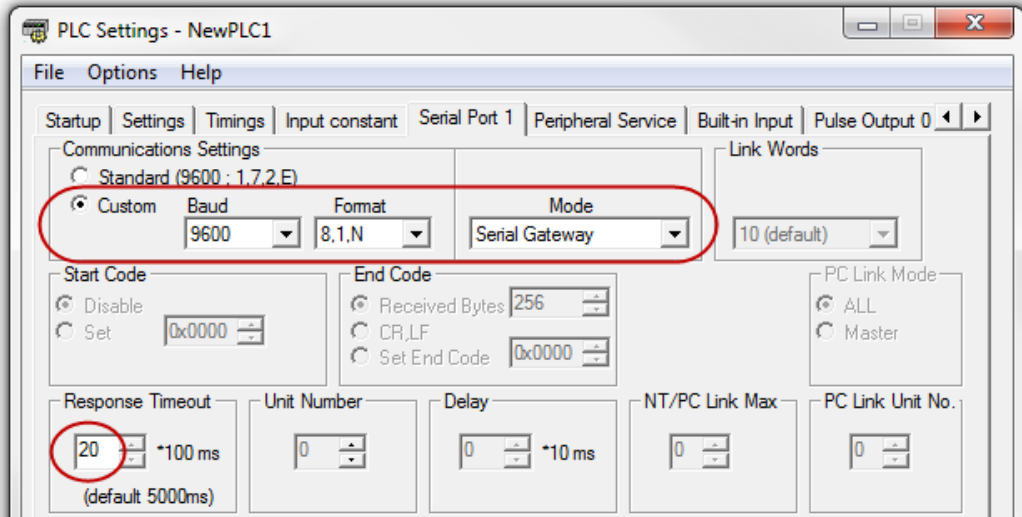 PLC Settings - NewPLC1
File Options Help
Startup Settings Timings Input constant Serial Port 1 Peripheral Service Built-in Input Pulse Output 0
Communications Settings
Link Words
Standard (9600 ; 1,7,2,E)
Custom Baud Format Mode
9600 8,1,N Serial Gateway 10 (default)
Start Code End Code PC Link Mode
Disable Received Bytes 256 ALL
Set 0x0000 CR,LF Master
Set End Code 0x0000
Response Timeout Unit Number Delay NT/PC Link Max PC Link Unit No.
20 *100 ms 0 0 *10 ms 0 0
(default 5000ms)